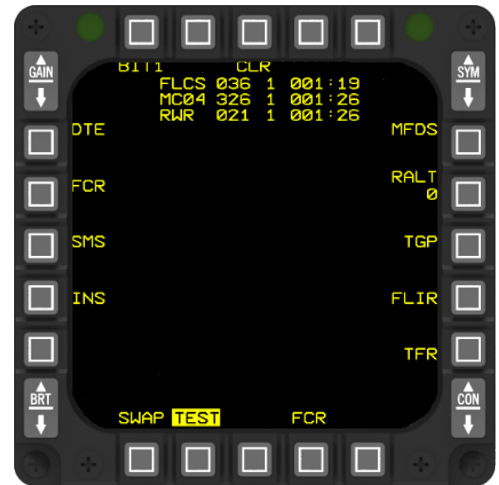 GAIN
SYM
BIT1 CLR
FLCS 036 1 001:19
MC04 326 1 001:26
RWR 021 1 001:26
DTE
MFDS
FCR
RALT
0
SMS
TGP
INS
FLIR
TFR
BRT
CON
SWAP TEST FCR